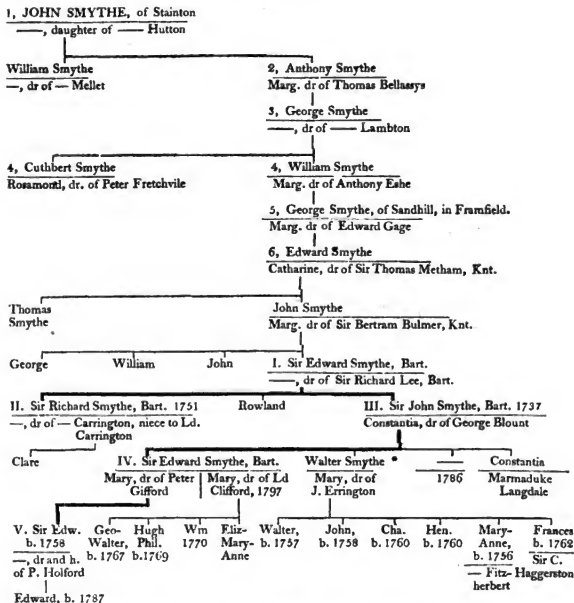 1, JOHN SMYTHE, of Stainton
——, daughter of —— Hutton
William Smythe
—, dr of — Mellet
2, Anthony Smythe
Marg. dr of Thomas Bellassys
3, George Smythe
——, dr of —— Lambton
4, Cuthbert Smythe
Rosamond, dr. of Peter Fretchvile
4, William Smythe
Marg. dr of Anthony Eshe
5, George Smythe, of Sandhill, in Framfield.
Marg. dr of Edward Gage
6, Edward Smythe
Catharine, dr of Sir Thomas Metham, Knt.
Thomas
Smythe
John Smythe
Marg. dr of Sir Bertram Bulmer, Knt.
George William John I. Sir Edward Smythe, Bart.
——, dr of Sir Richard Lee, Bart.
II. Sir Richard Smythe, Bart. 1751
—, dr of — Carrington, niece to Ld.
Carrington
Rowland
III. Sir John Smythe, Bart. 1737
Constantia, dr of George Blount
Clare
IV. Sir Edward Smythe, Bart.
Mary, dr of Peter
Gifford
Mary, dr of Ld
Clifford, 1797
Walter Smythe
Mary, dr of
J. Errington
——
1786
Constantia
Marmaduke
Langdale
V. Sir Edw.
b. 1758
—, dr and h.
of P. Holford
Edward, b. 1787
Geo-
Walter,
b. 1767
Hugh
Phil.
b. 1769
Wm
1770
Eliz-
Mary-
Anne
Walter,
b. 1757
John,
b. 1758
Cha.
b. 1760
Hen.
b. 1760
Mary-
Anne,
b. 1756
— Fitz-
herbert
Frances
b. 1762
Sir C.
Haggerston